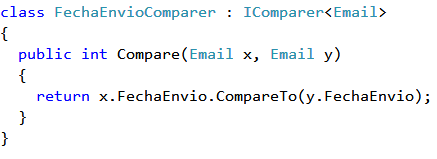 class FechaEnvioComparer : IComparer<Email>
{
  public int Compare(Email x, Email y)
  {
    return x.FechaEnvio.CompareTo(y.FechaEnvio);
  }
}